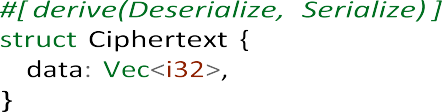 #[derive(Deserialize, Serialize)]
struct Ciphertext {
  data: Vec<i32>,
}